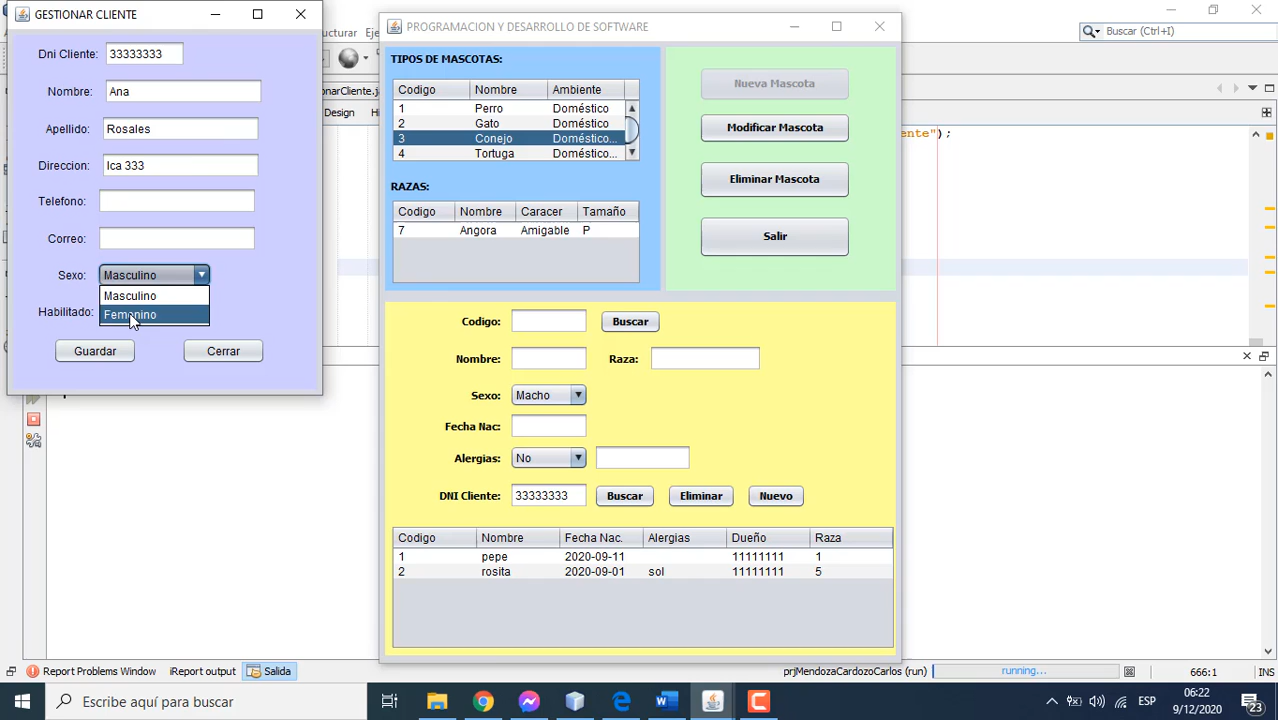 GESTIONAR CLIENTE
Dni Cliente: 33333333
Nombre: Ana
Apellido: Rosales
Direccion: Ica 333
Telefono:
Correo:
Sexo: Masculino
Masculino
Femenino
Habilitado:
Guardar Cerrar
PROGRAMACION Y DESARROLLO DE SOFTWARE
TIPOS DE MASCOTAS:
Codigo Nombre Ambiente
1 Perro Doméstico
2 Gato Doméstico
3 Conejo Doméstico...
4 Tortuga Doméstico...
RAZAS:
Codigo Nombre Caracer Tamaño
7 Angora Amigable P
Nueva Mascota
Modificar Mascota
Eliminar Mascota
Salir
Codigo: Buscar
Nombre: Raza:
Sexo: Macho
Fecha Nac:
Alergias: No
DNI Cliente: 33333333 Buscar Eliminar Nuevo
Codigo Nombre Fecha Nac. Alergias Dueño Raza
1 pepe 2020-09-11 11111111 1
2 rosita 2020-09-01 sol 11111111 5
Buscar (Ctrl+I)
onarCliente.j
Design
ente");
Report Problems Window iReport output Salida
prjMendozaCardozoCarlos (run) running... 666:1 INS
Escribe aquí para buscar
ESP
06:22
9/12/2020
23